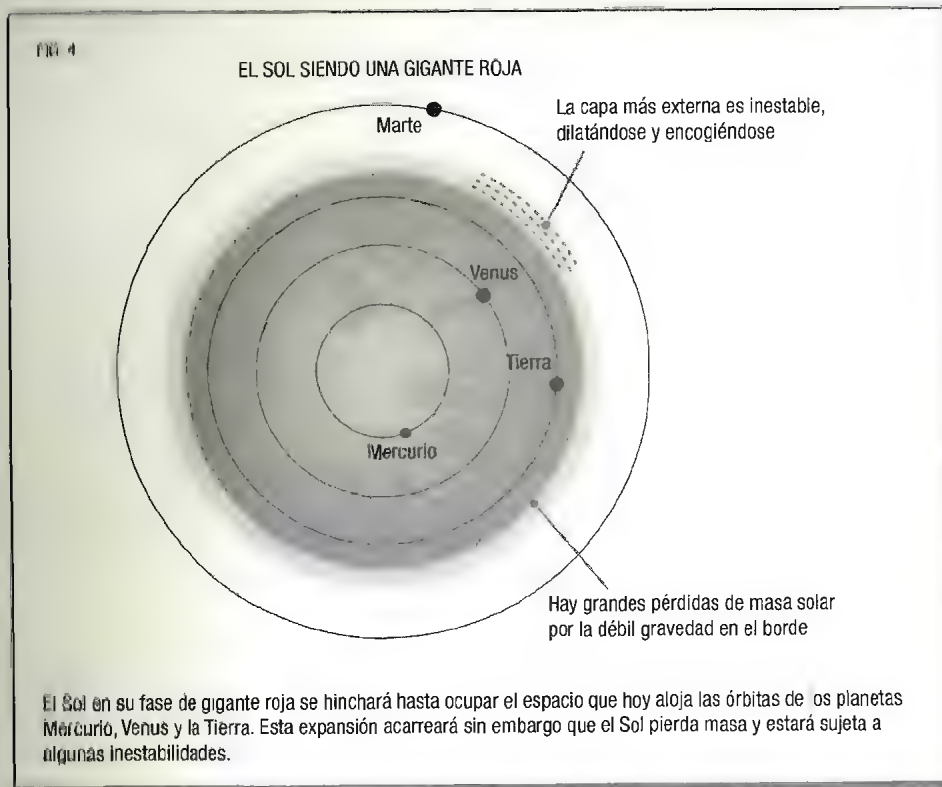 FIG 4
EL SOL SIENDO UNA GIGANTE ROJA
La capa más externa es inestable,
dilatándose y encogiéndose
Marte
Venus
Tierra
Mercurio
Hay grandes pérdidas de masa solar
por la débil gravedad en el borde
El Sol en su fase de gigante roja se hinchará hasta ocupar el espacio que hoy aloja las órbitas de os planetas
Mercurio, Venus y la Tierra. Esta expansión acarreará sin embargo que el Sol pierda masa y estará sujeta a
algunas inestabilidades.